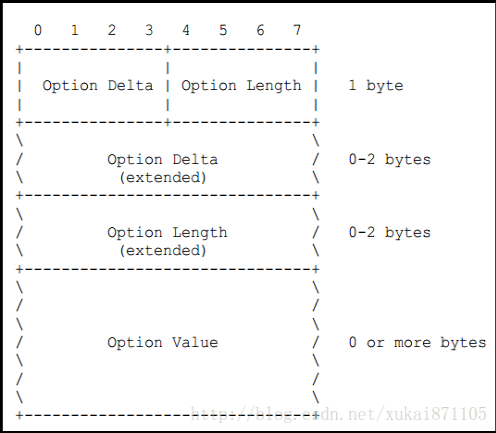 0 1 2 3 4 5 6 7
Option Delta Option Length 1 byte
Option Delta 0-2 bytes
(extended)
Option Length 0-2 bytes
(extended)
Option Value 0 or more bytes
http://blog.csdn.net/xukai871105